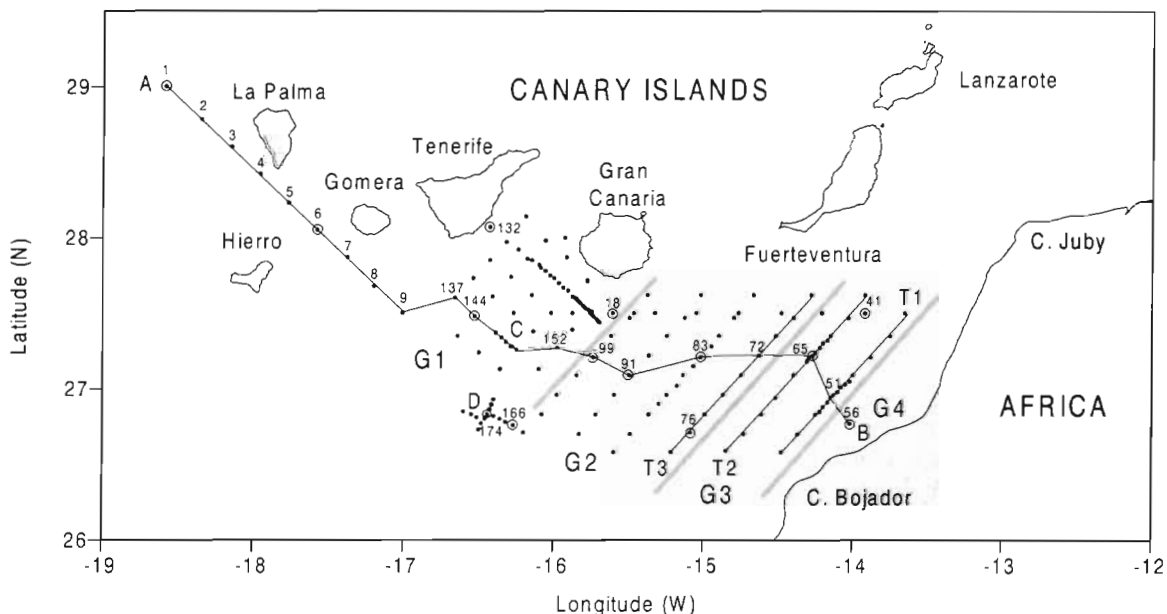 CANARY ISLANDS
1
A
29
2
La Palma
3
Lanzarote
4
Tenerife
Gran
Canaria
5
Gomera
6
132
28
7
Hierro
Fuerteventura
C. Juby
8
9
137
144
18
41
T1
C
152
99
83
72
65
G1
91
27
D
166
174
76
51
56
G4
B
AFRICA
G2
T3
T2
G3
C. Bojador
26
-19
-18
-17
-16
-15
-14
-13
-12
Latitude (N)
Longitude (W)